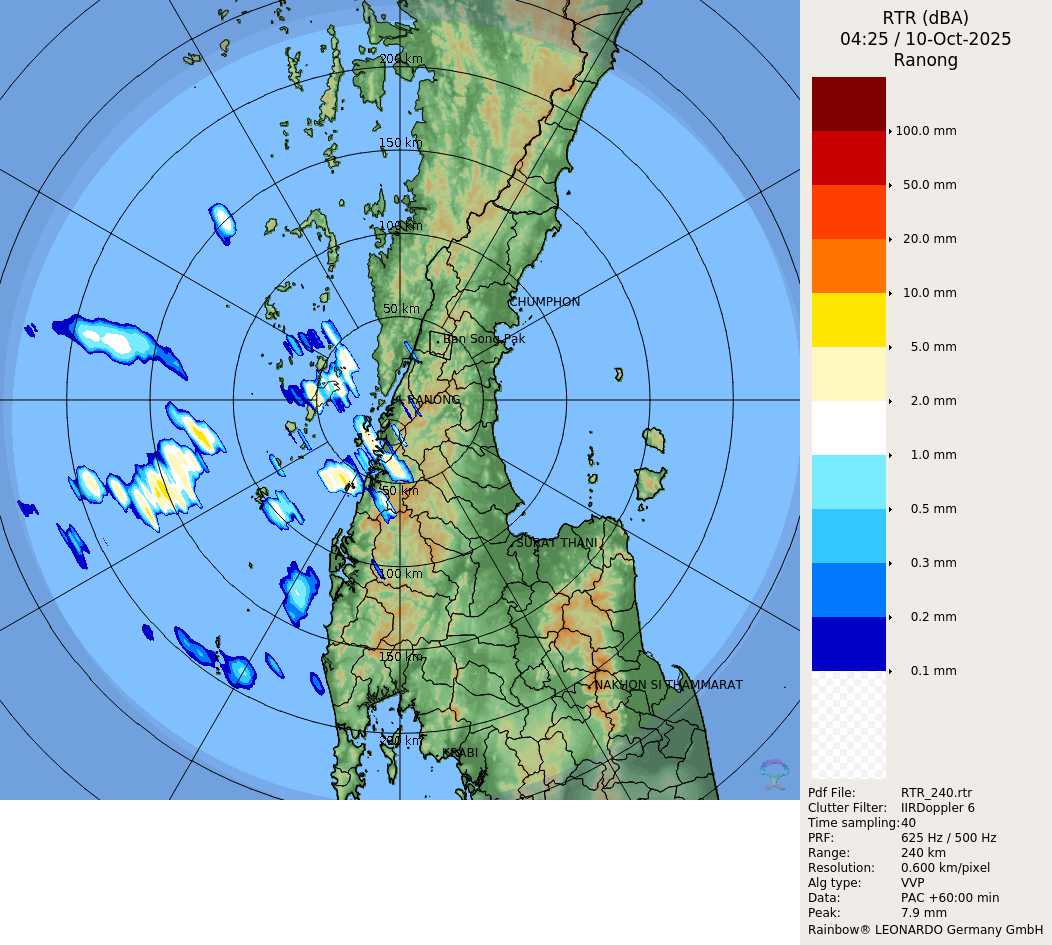 RTR (dBA)
04:25 / 10-Oct-2025
Ranong
100.0 mm
50.0 mm
20.0 mm
10.0 mm
5.0 mm
2.0 mm
1.0 mm
0.5 mm
0.3 mm
0.2 mm
0.1 mm
200 km
150 km
100 km
50 km
CHUMPHON
Ban Song Pak
RANONG
50 km
SURAT THANI
100 km
150 km
NAKHON SI THAMMARAT
200 km
KRABI
Pdf File: RTR_240.rtr
Clutter Filter: IIRDoppler 6
Time sampling:40
PRF: 625 Hz / 500 Hz
Range: 240 km
Resolution: 0.600 km/pixel
Alg type: VVP
Data: PAC +60:00 min
Peak: 7.9 mm
Rainbow® LEONARDO Germany GmbH